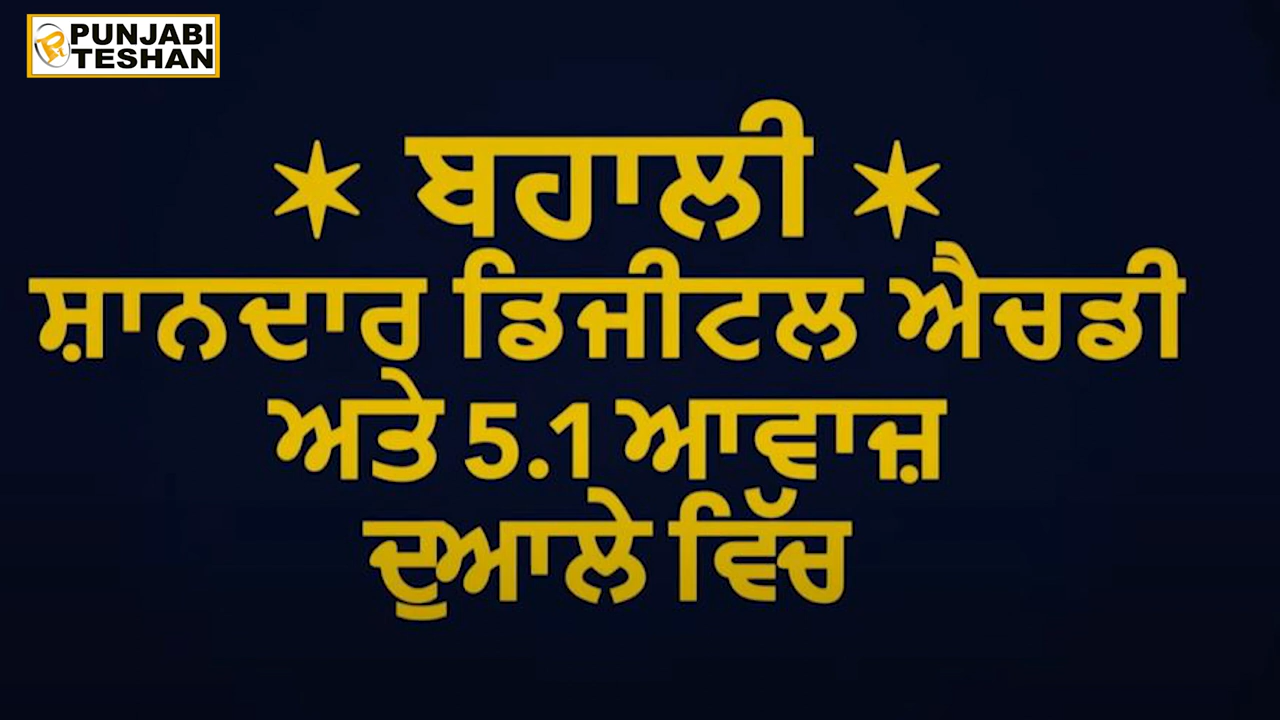 PUNJABI
TESHAN
✶ ਬਹਾਲੀ ✶
ਸ਼ਾਨਦਾਰ ਡਿਜੀਟਲ ਐਚਡੀ
ਅਤੇ 5.1 ਆਵਾਜ਼
ਦੁਆਲੇ ਵਿੱਚ